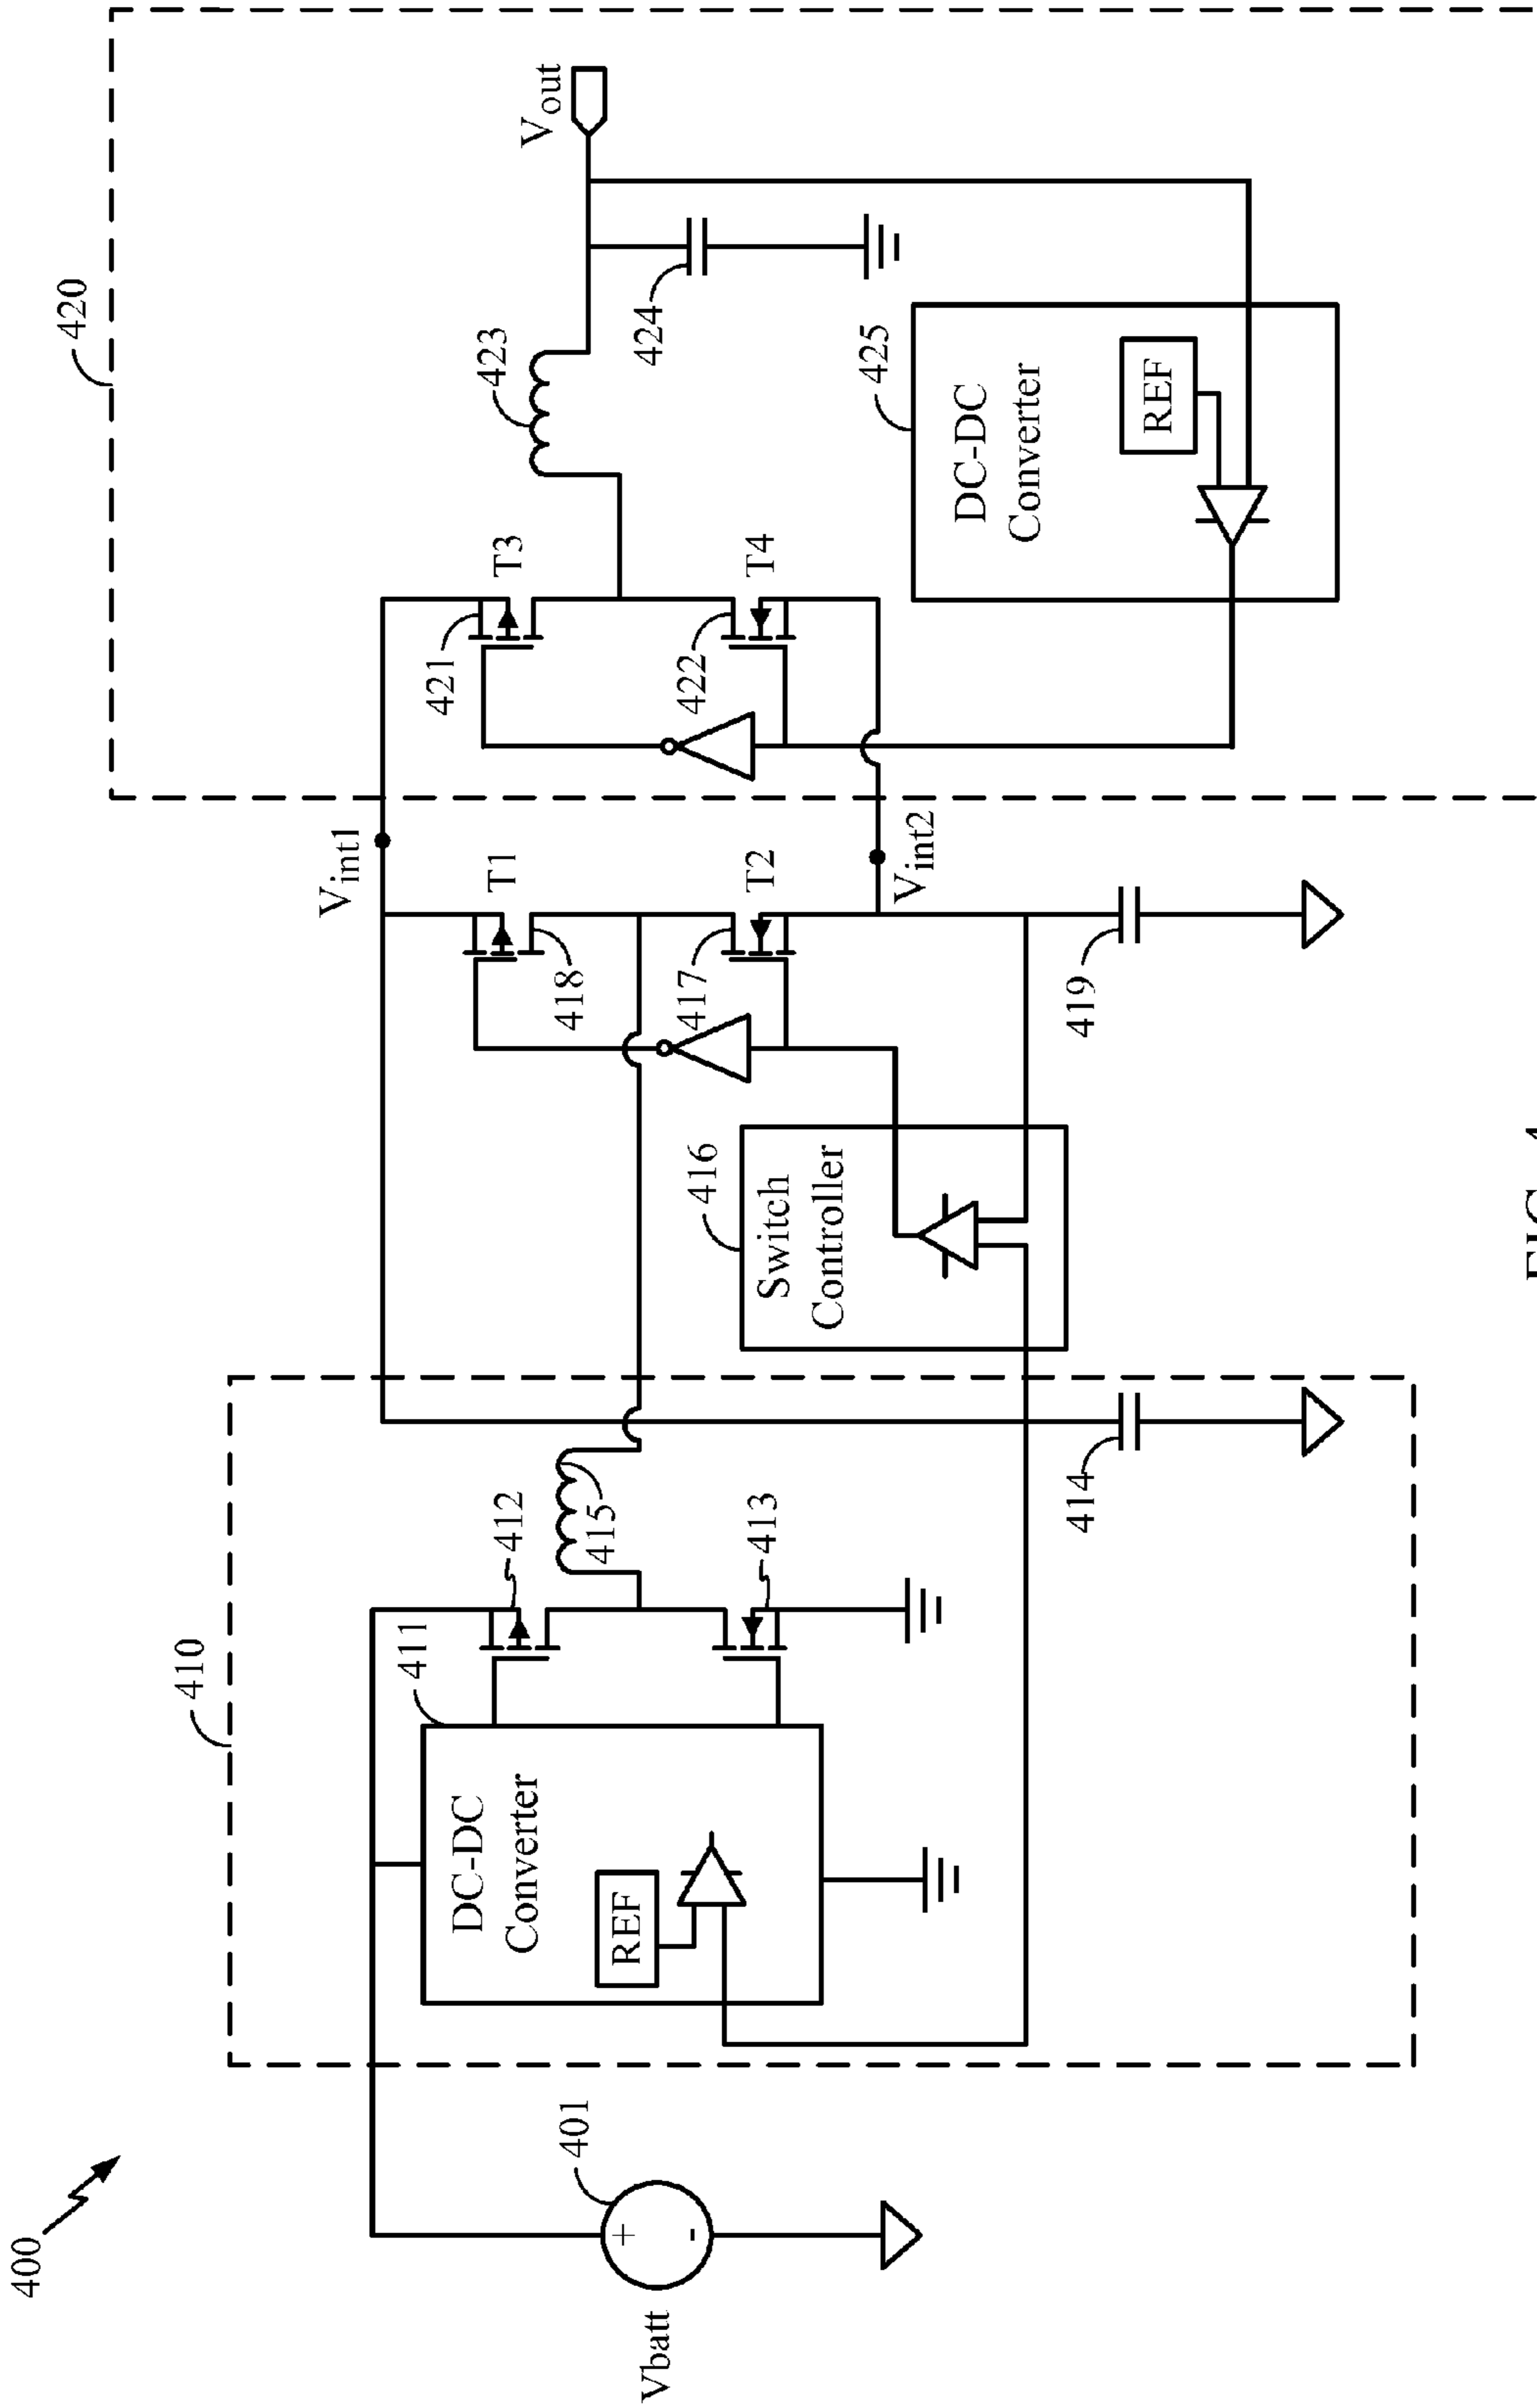 400
Vbatt
+
-
401
410
411
DC-DC
Converter
REF
412
413
415
414
416
Switch
Controller
Vint1
T1
418
417
T2
Vint2
419
420
421
T3
422
T4
423
424
Vout
425
DC-DC
Converter
REF